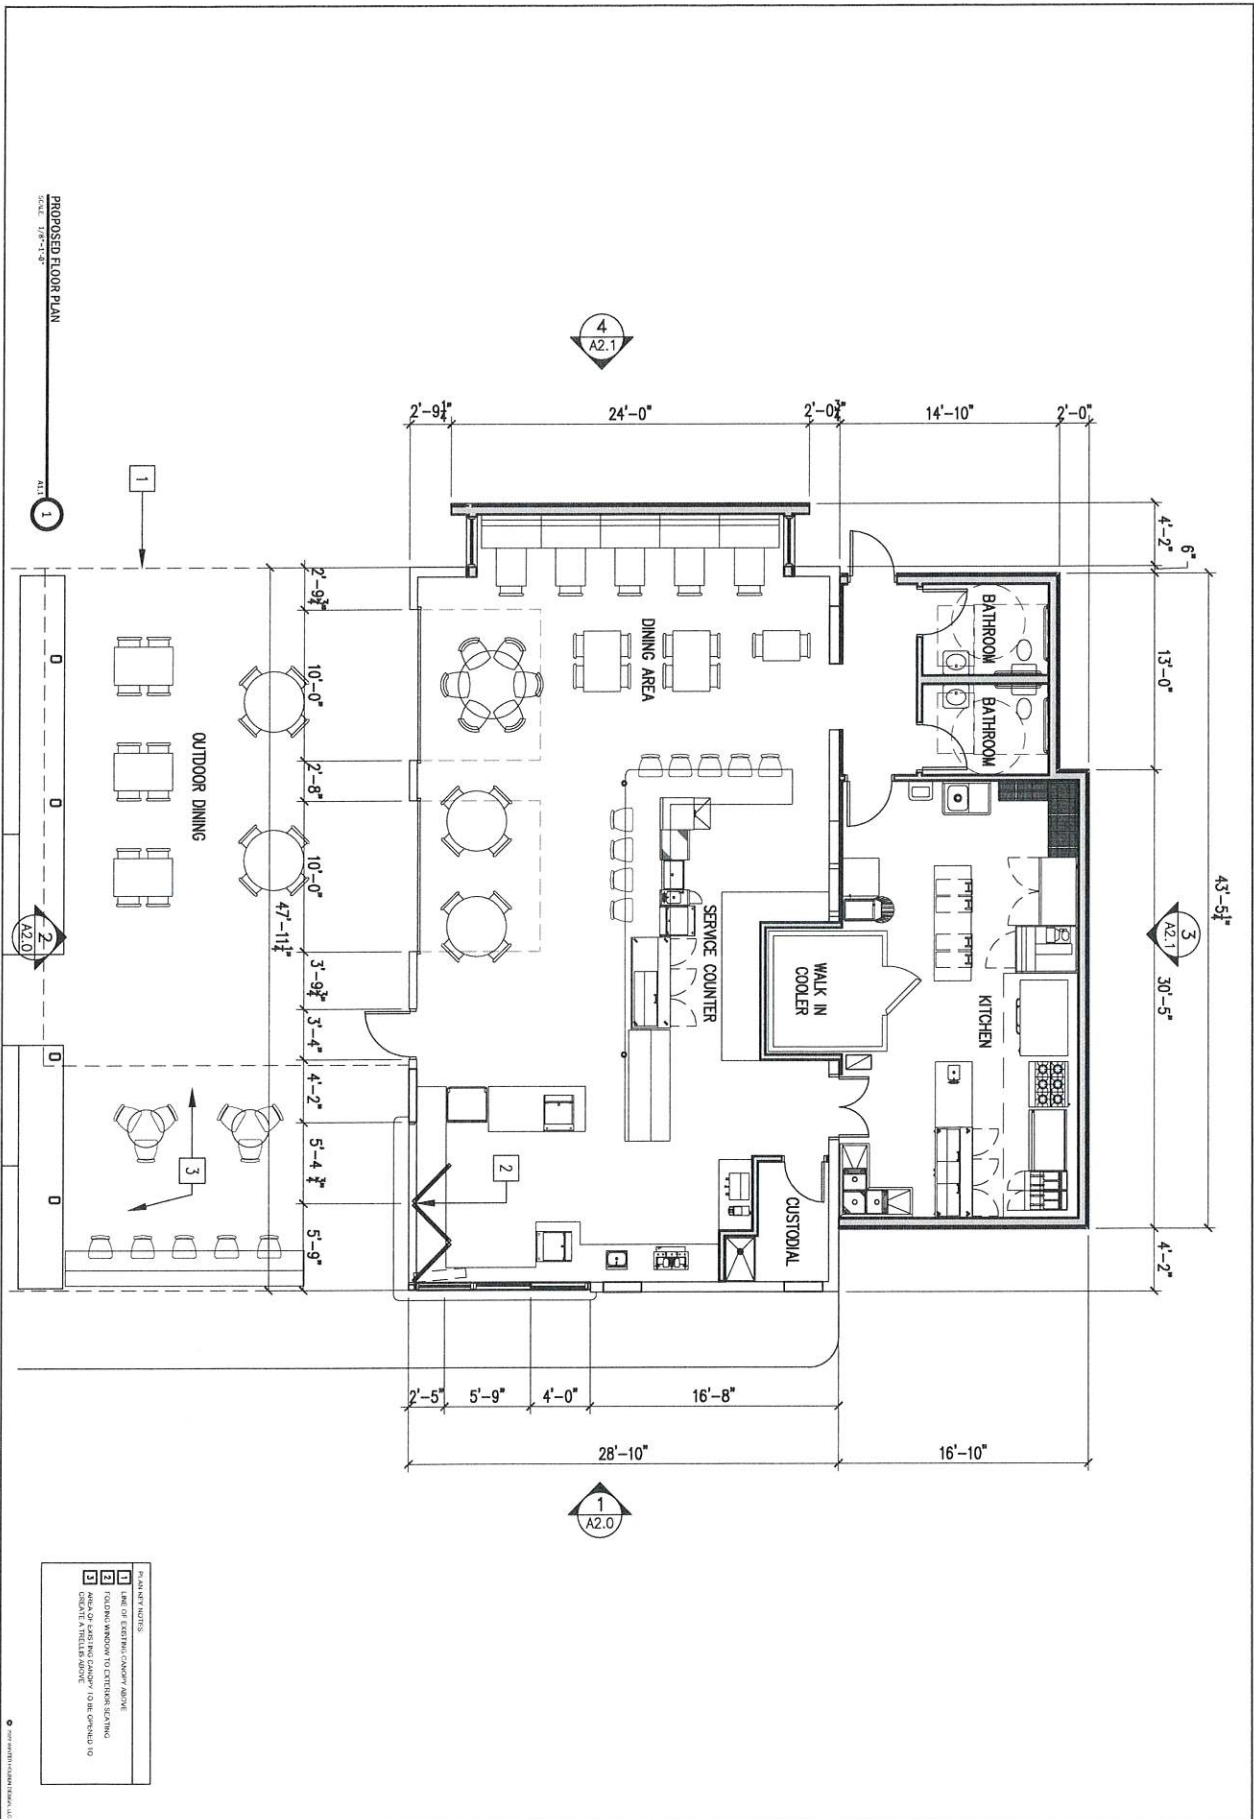 PROPOSED FLOOR PLAN
SCALE: 1/8"=1'-0"
A1.1
1
4
A2.1
2'-9¼"
24'-0"
2'-0¾"
14'-10"
2'-0"
4'-2"
6"
13'-0"
43'-5¼"
30'-5"
4'-2"
3
A2.1
BATHROOM
BATHROOM
DINING AREA
SERVICE COUNTER
WALK IN
COOLER
KITCHEN
CUSTODIAL
OUTDOOR DINING
1
2
3
2'-9¾"
10'-0"
2'-8"
10'-0"
47'-11½"
3'-9¾"
3'-4"
4'-2"
5'-4¾"
5'-9"
2
A2.0
2'-5"
5'-9"
4'-0"
16'-8"
28'-10"
16'-10"
1
A2.0
PLAN KEY NOTES:
1 LINE OF EXISTING CANOPY ABOVE
2 FOLDING WINDOW TO EXTERIOR SEATING
3 AREA OF EXISTING CANOPY TO BE OPENED TO
CREATE A TRELLIS ABOVE